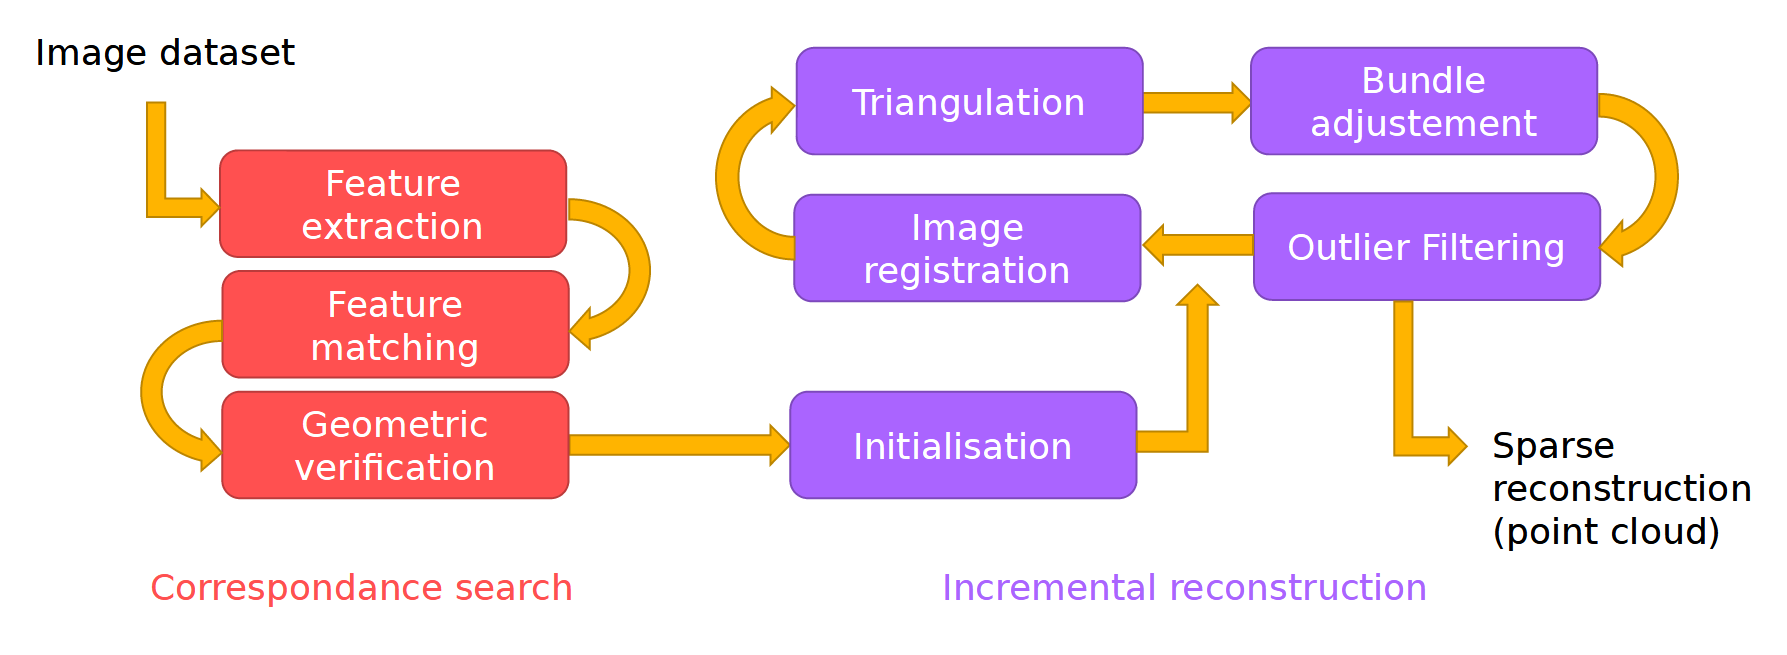 Image dataset
Feature
extraction
Feature
matching
Geometric
verification
Correspondance search
Triangulation
Bundle
adjustement
Image
registration
Outlier Filtering
Initialisation
Sparse
reconstruction
(point cloud)
Incremental reconstruction